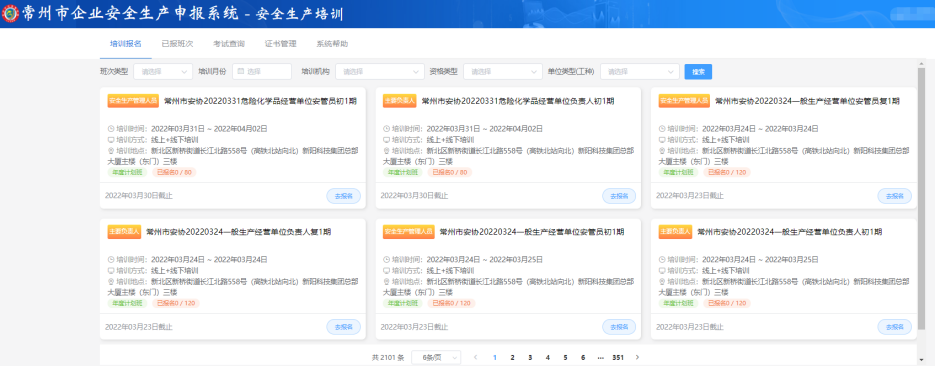 常州市企业安全生产申报系统 - 安全生产培训
培训报名 已报班次 考试查询 证书管理 系统帮助
班次类型 请选择 培训月份 选择 培训机构 请选择 资格类型 请选择 单位类型(工种) 请选择 搜索
安全生产管理人员 常州市安协20220331危险化学品经营单位安管员初1期
培训时间：2022年03月31日 ~ 2022年04月02日
培训方式：线上+线下培训
培训地点：新北区新桥街道长江北路558号（高铁北站向北）新阳科技集团总部
大厦主楼（东门）三楼
年度计划班 已报名0 / 80
2022年03月30日截止 去报名
主要负责人 常州市安协20220331危险化学品经营单位负责人初1期
培训时间：2022年03月31日 ~ 2022年04月02日
培训方式：线上+线下培训
培训地点：新北区新桥街道长江北路558号（高铁北站向北）新阳科技集团总部
大厦主楼（东门）三楼
年度计划班 已报名0 / 80
2022年03月30日截止 去报名
安全生产管理人员 常州市安协20220324一般生产经营单位安管员复1期
培训时间：2022年03月24日 ~ 2022年03月24日
培训方式：线上+线下培训
培训地点：新北区新桥街道长江北路558号（高铁北站向北）新阳科技集团总部
大厦主楼（东门）三楼
年度计划班 已报名0 / 120
2022年03月23日截止 去报名
主要负责人 常州市安协20220324一般生产经营单位负责人复1期
培训时间：2022年03月24日 ~ 2022年03月24日
培训方式：线上+线下培训
培训地点：新北区新桥街道长江北路558号（高铁北站向北）新阳科技集团总部
大厦主楼（东门）三楼
年度计划班 已报名0 / 120
2022年03月23日截止 去报名
安全生产管理人员 常州市安协20220324一般生产经营单位安管员初1期
培训时间：2022年03月24日 ~ 2022年03月25日
培训方式：线上+线下培训
培训地点：新北区新桥街道长江北路558号（高铁北站向北）新阳科技集团总部
大厦主楼（东门）三楼
年度计划班 已报名0 / 120
2022年03月23日截止 去报名
主要负责人 常州市安协20220324一般生产经营单位负责人初1期
培训时间：2022年03月24日 ~ 2022年03月25日
培训方式：线上+线下培训
培训地点：新北区新桥街道长江北路558号（高铁北站向北）新阳科技集团总部
大厦主楼（东门）三楼
年度计划班 已报名0 / 120
2022年03月23日截止 去报名
共 2101 条 6条/页 < 1 2 3 4 5 6 ··· 351 >